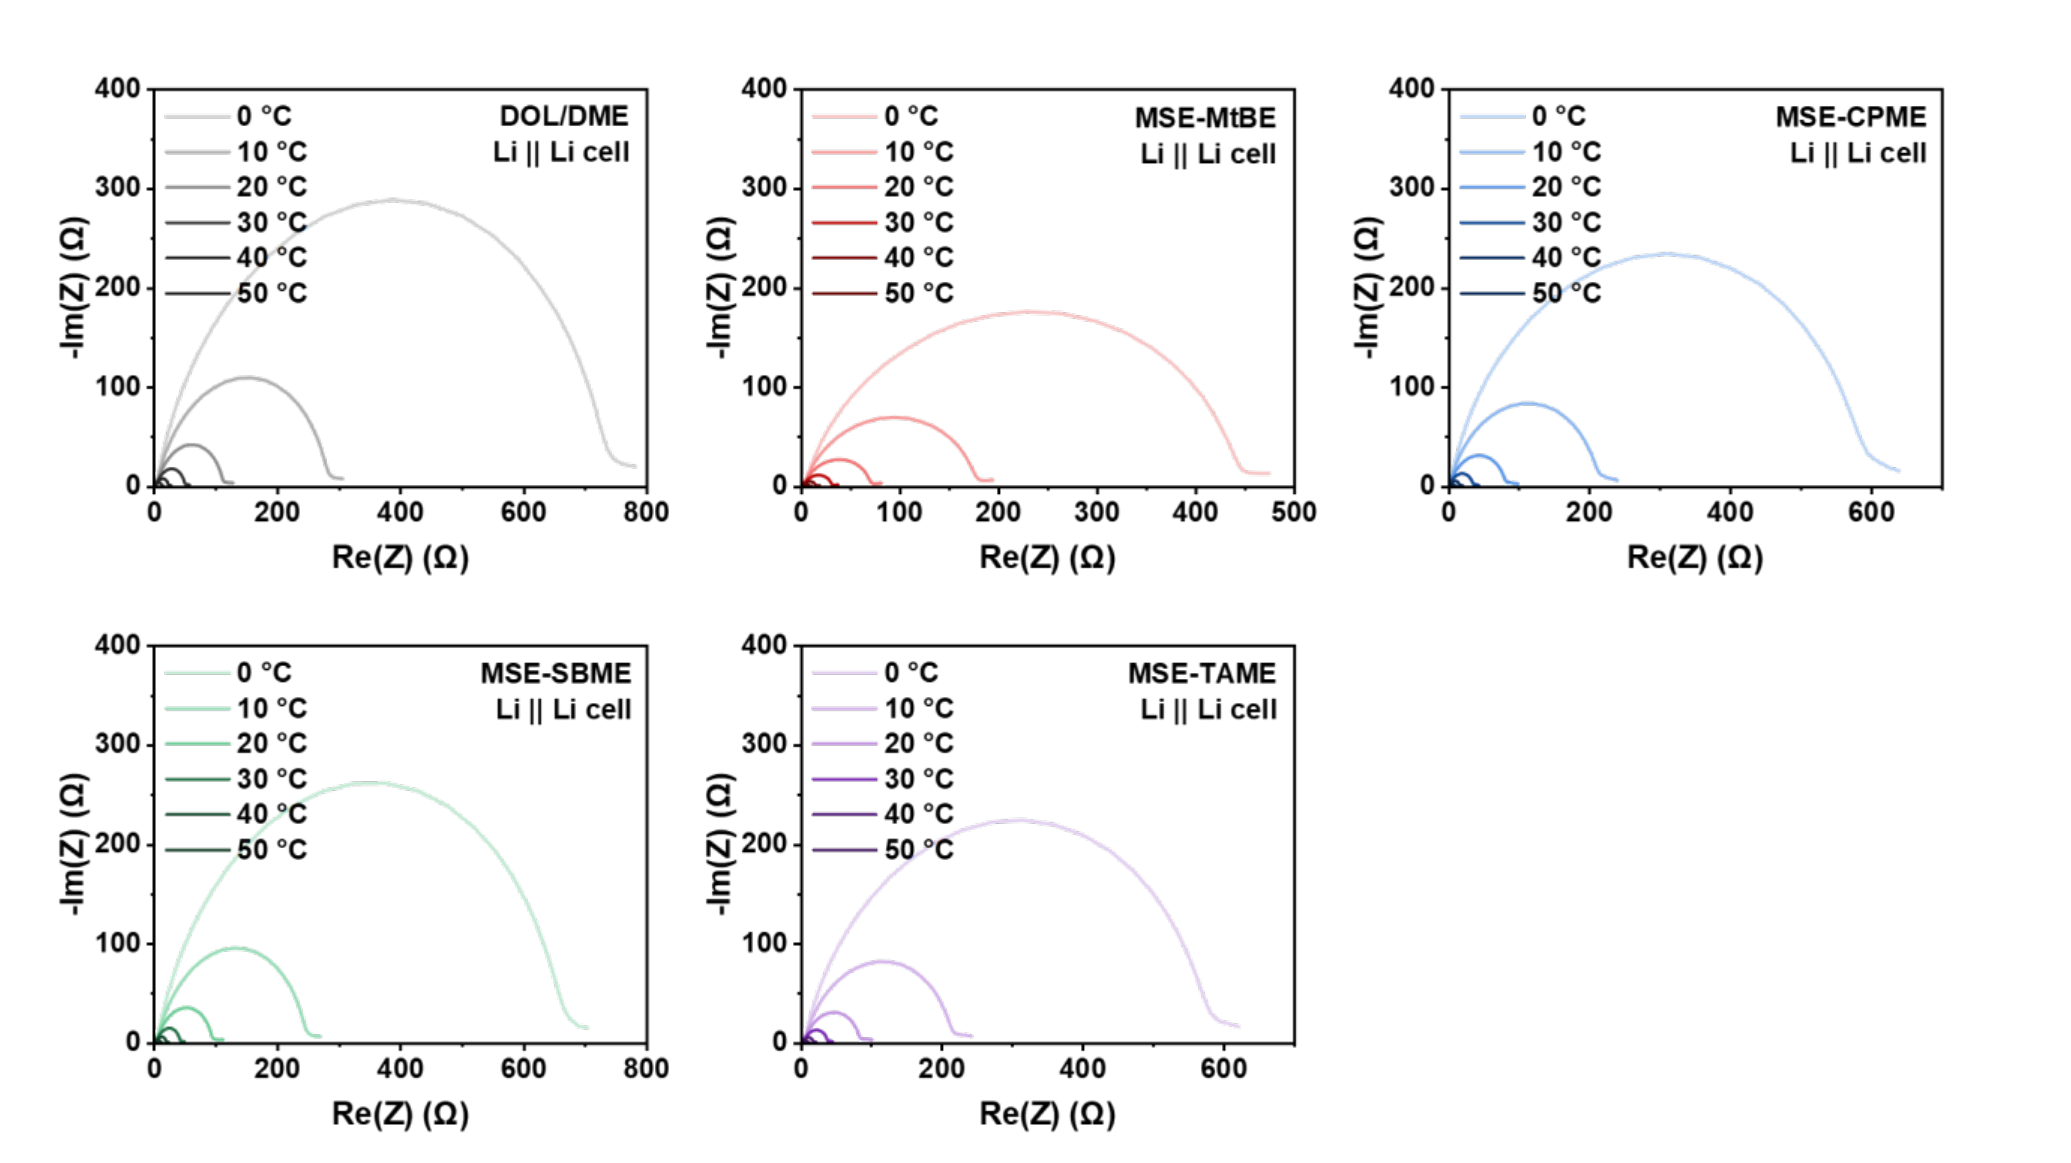 400
300
200
100
0
-Im(Z) (Ω)
0 °C
10 °C
20 °C
30 °C
40 °C
50 °C
DOL/DME
Li || Li cell
0 200 400 600 800
Re(Z) (Ω)
400
300
200
100
0
-Im(Z) (Ω)
0 °C
10 °C
20 °C
30 °C
40 °C
50 °C
MSE-MtBE
Li || Li cell
0 100 200 300 400 500
Re(Z) (Ω)
400
300
200
100
0
-Im(Z) (Ω)
0 °C
10 °C
20 °C
30 °C
40 °C
50 °C
MSE-CPME
Li || Li cell
0 200 400 600
Re(Z) (Ω)
400
300
200
100
0
-Im(Z) (Ω)
0 °C
10 °C
20 °C
30 °C
40 °C
50 °C
MSE-SBME
Li || Li cell
0 200 400 600 800
Re(Z) (Ω)
400
300
200
100
0
-Im(Z) (Ω)
0 °C
10 °C
20 °C
30 °C
40 °C
50 °C
MSE-TAME
Li || Li cell
0 200 400 600
Re(Z) (Ω)